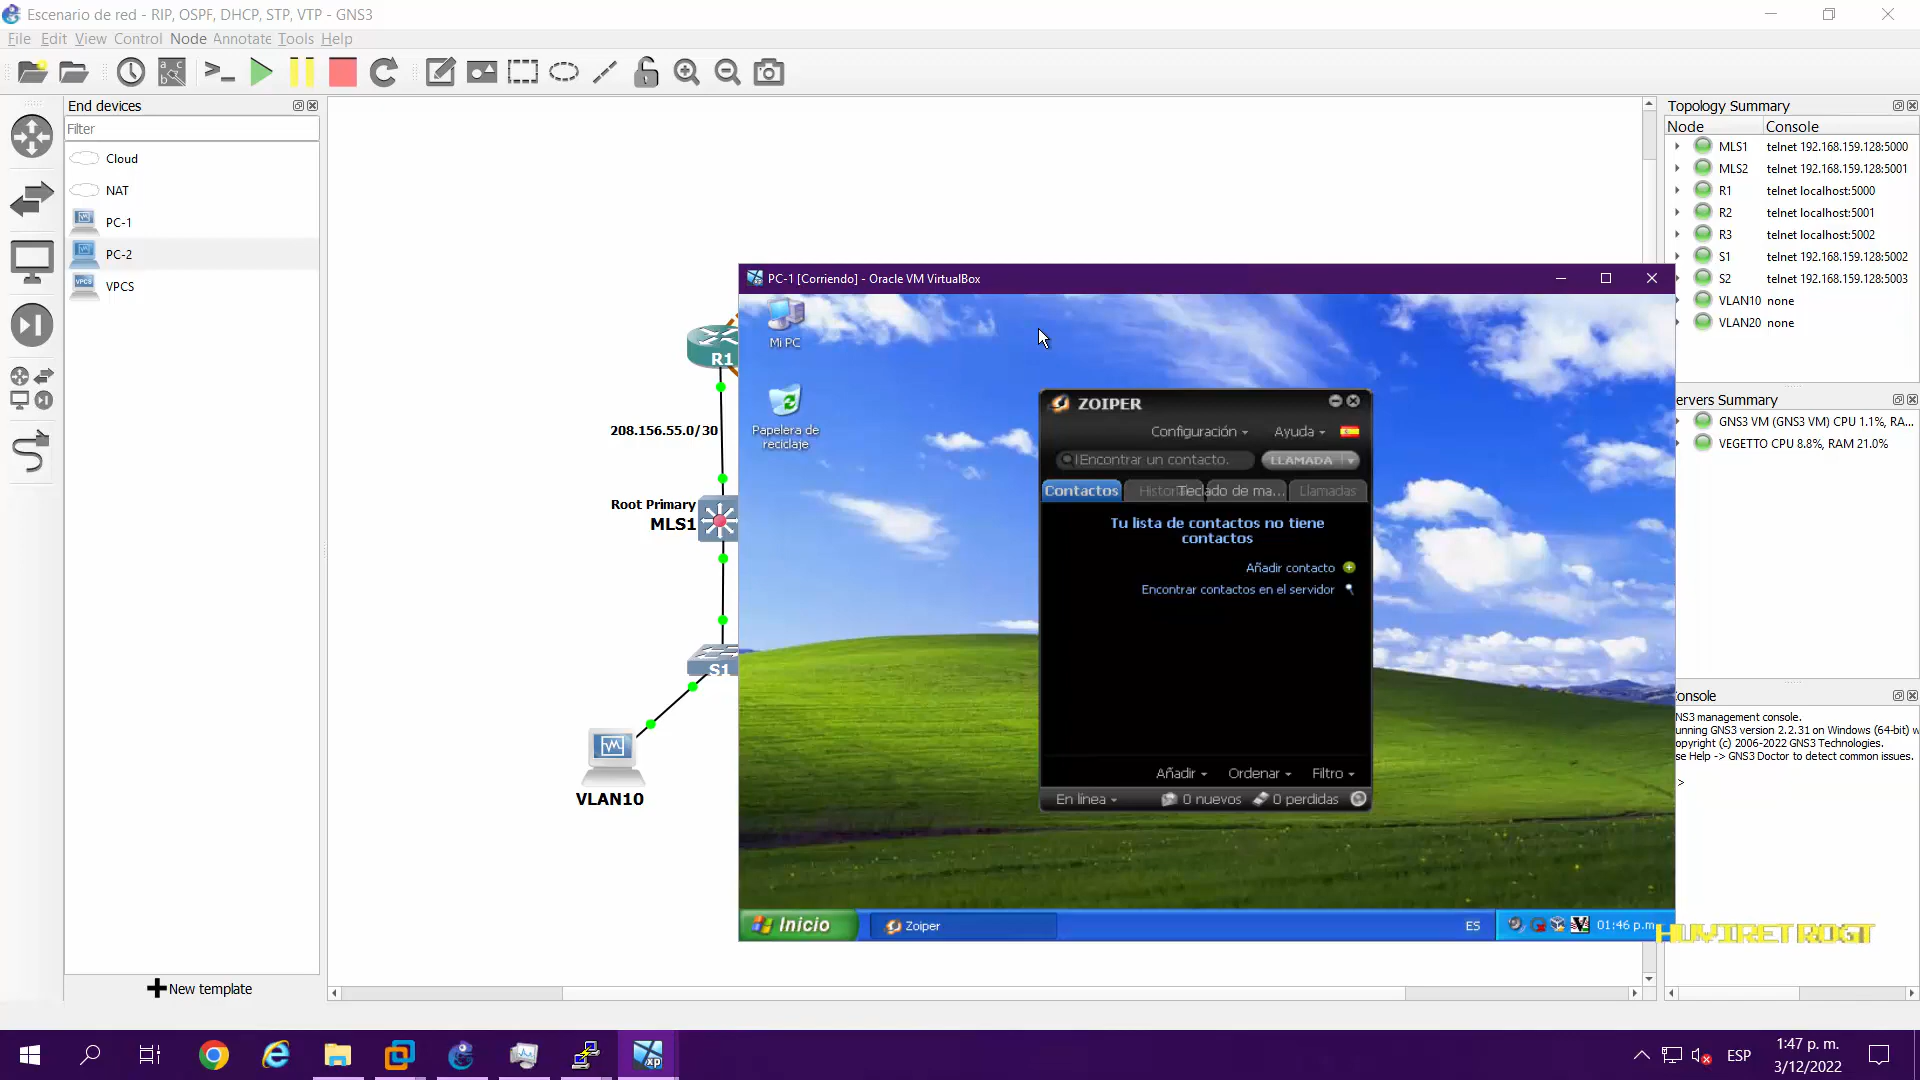 Escenario de red - RIP, OSPF, DHCP, STP, VTP - GNS3
File Edit View Control Node Annotate Tools Help
End devices
Filter
Cloud
NAT
PC-1
PC-2
VPCS
VPCS
New template
R1
208.156.55.0/30
Root Primary
MLS1
S1
VLAN10
PC-1 [Corriendo] - Oracle VM VirtualBox
Mi PC
Papelera de
reciclaje
ZOIPER
Configuración Ayuda
Encontrar un contacto.
LLAMADA
Contactos
Teclado de ma...
Llamadas
Tu lista de contactos no tiene
contactos
Añadir contacto
Encontrar contactos en el servidor
Añadir Ordenar Filtro
En línea 0 nuevos 0 perdidas
Inicio
Zoiper
ES
01:46 p.m
Topology Summary
Node Console
MLS1 telnet 192.168.159.128:5000
MLS2 telnet 192.168.159.128:5001
R1 telnet localhost:5000
R2 telnet localhost:5001
R3 telnet localhost:5002
S1 telnet 192.168.159.128:5002
S2 telnet 192.168.159.128:5003
VLAN10 none
VLAN20 none
ervers Summary
GNS3 VM (GNS3 VM) CPU 1.1%, RA...
VEGETTO CPU 8.8%, RAM 21.0%
onsole
NS3 management console.
unning GNS3 version 2.2.31 on Windows (64-bit) w
opyright (c) 2006-2022 GNS3 Technologies.
se Help -> GNS3 Doctor to detect common issues.
>
ESP
1:47 p. m.
3/12/2022